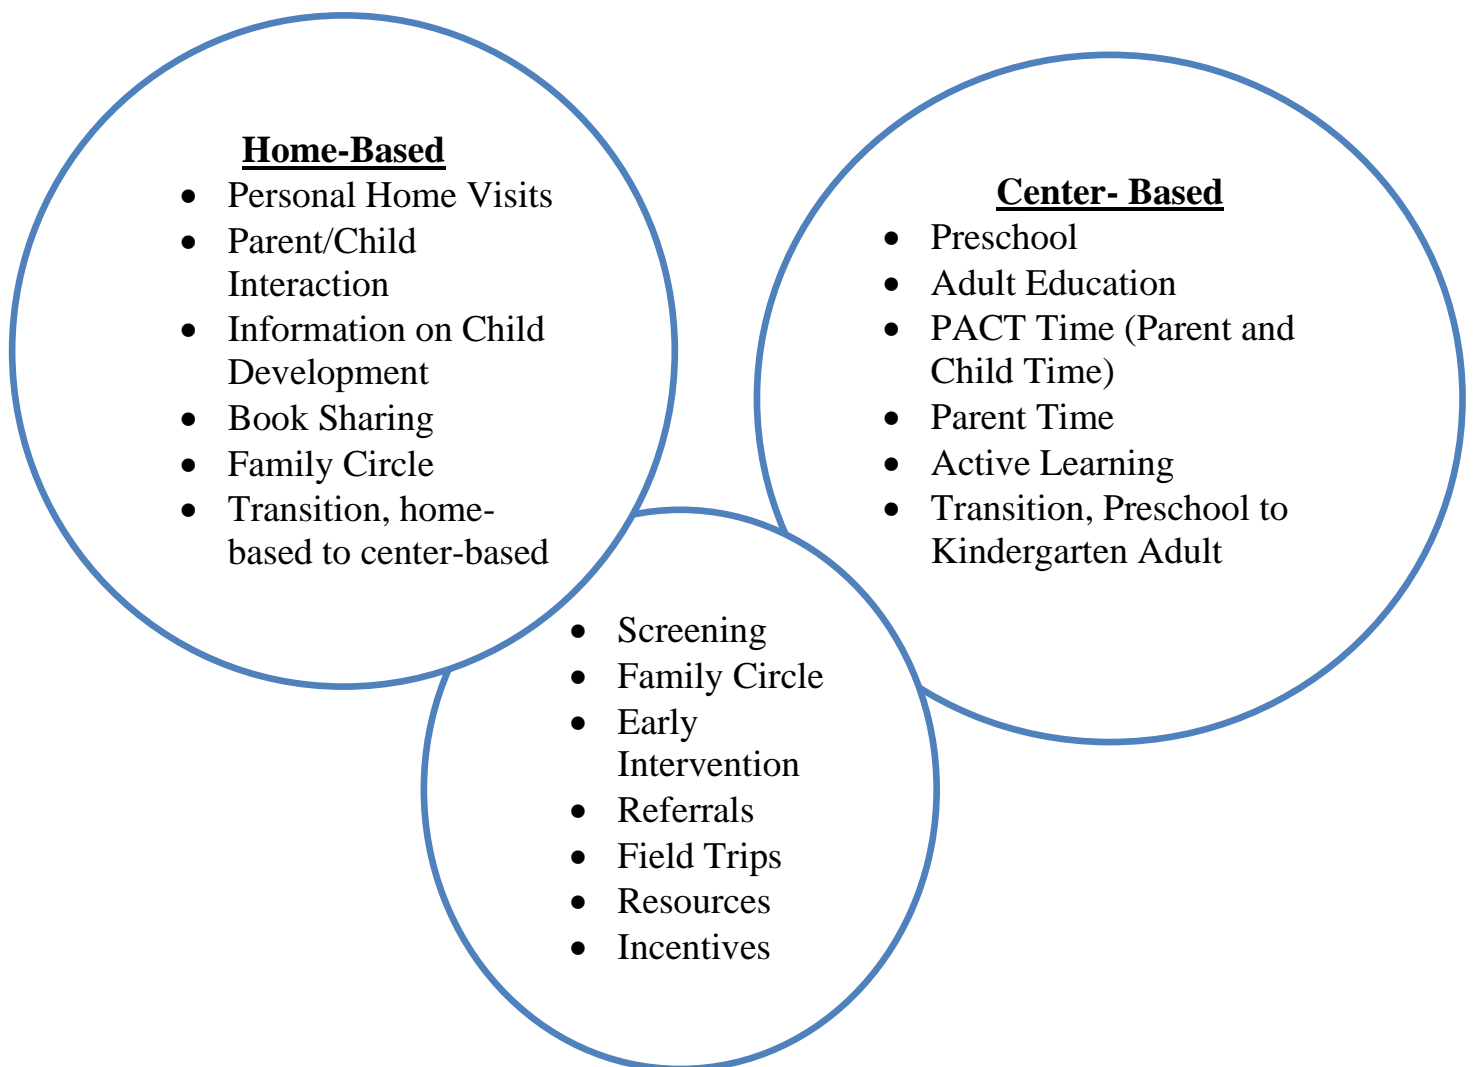 Home-Based
• Personal Home Visits
• Parent/Child
Interaction
• Information on Child
Development
• Book Sharing
• Family Circle
• Transition, home-
based to center-based
Center- Based
• Preschool
• Adult Education
• PACT Time (Parent and
Child Time)
• Parent Time
• Active Learning
• Transition, Preschool to
Kindergarten Adult
• Screening
• Family Circle
• Early
Intervention
• Referrals
• Field Trips
• Resources
• Incentives